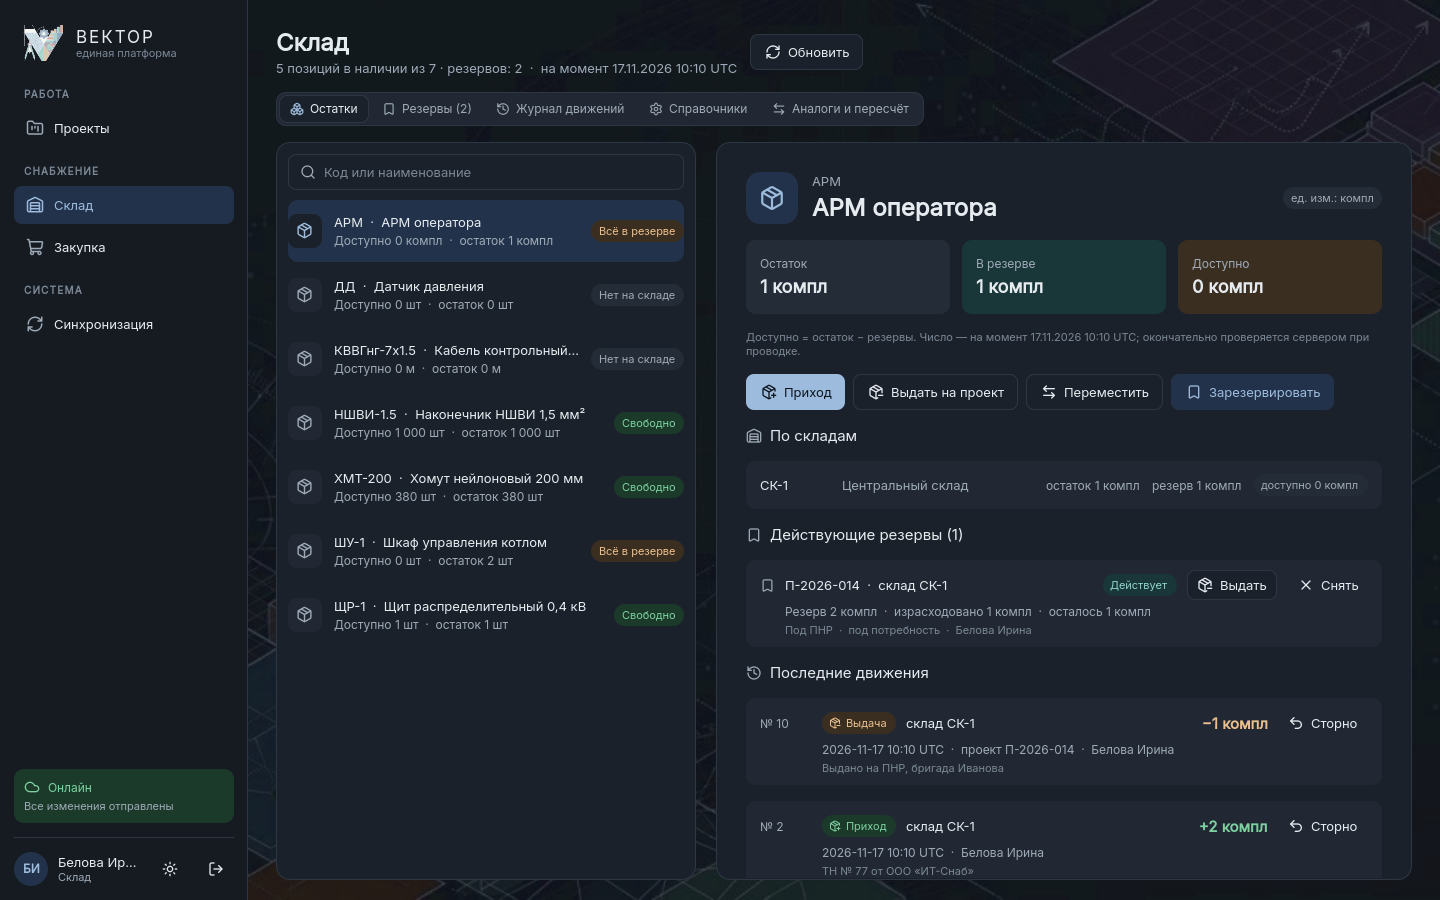 ВЕКТОР
единая платформа
РАБОТА
Проекты
СНАБЖЕНИЕ
Склад
Закупка
СИСТЕМА
Синхронизация
Онлайн
Все изменения отправлены
БИ
Белова Ир...
Склад
Склад
5 позиций в наличии из 7 · резервов: 2 · на момент 17.11.2026 10:10 UTC
Обновить
Остатки
Резервы (2)
Журнал движений
Справочники
Аналоги и пересчёт
Код или наименование
АРМ · АРМ оператора
Доступно 0 компл · остаток 1 компл
Всё в резерве
ДД · Датчик давления
Доступно 0 шт · остаток 0 шт
Нет на складе
КВВГнг-7х1.5 · Кабель контрольный...
Доступно 0 м · остаток 0 м
Нет на складе
НШВИ-1.5 · Наконечник НШВИ 1,5 мм²
Доступно 1 000 шт · остаток 1 000 шт
Свободно
ХМТ-200 · Хомут нейлоновый 200 мм
Доступно 380 шт · остаток 380 шт
Свободно
ШУ-1 · Шкаф управления котлом
Доступно 0 шт · остаток 2 шт
Всё в резерве
ЩР-1 · Щит распределительный 0,4 кВ
Доступно 1 шт · остаток 1 шт
Свободно
АРМ
АРМ оператора
ед. изм.: компл
Остаток
1 компл
В резерве
1 компл
Доступно
0 компл
Доступно = остаток − резервы. Число — на момент 17.11.2026 10:10 UTC; окончательно проверяется сервером при
проводке.
Приход
Выдать на проект
Переместить
Зарезервировать
По складам
СК-1
Центральный склад
остаток 1 компл
резерв 1 компл
доступно 0 компл
Действующие резервы (1)
П-2026-014 · склад СК-1
Действует
Выдать
Снять
Резерв 2 компл · израсходовано 1 компл · осталось 1 компл
Под ПНР · под потребность · Белова Ирина
Последние движения
№ 10
Выдача
склад СК-1
−1 компл
Сторно
2026-11-17 10:10 UTC · проект П-2026-014 · Белова Ирина
Выдано на ПНР, бригада Иванова
№ 2
Приход
склад СК-1
+2 компл
Сторно
2026-11-17 10:10 UTC · Белова Ирина
ТН № 77 от ООО «ИТ-Снаб»